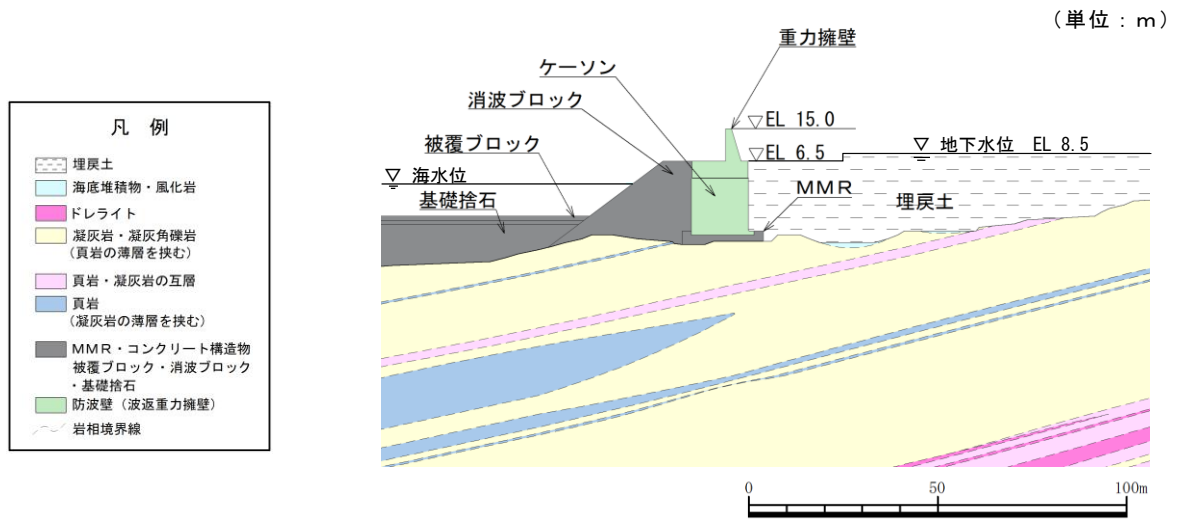 (単位:m)
重力擁壁
ケーソン
消波ブロック
▽EL 15.0
被覆ブロック
▽EL 6.5
▽ 地下水位 EL 8.5
▽ 海水位
基礎捨石
MMR
埋戻土
凡 例
埋戻土
海底堆積物・風化岩
ドレライト
凝灰岩・凝灰角礫岩
(頁岩の薄層を挟む)
頁岩・凝灰岩の互層
頁岩
(凝灰岩の薄層を挟む)
MMR・コンクリート構造物
被覆ブロック・消波ブロック
・基礎捨石
防波壁(波返重力擁壁)
岩相境界線
0 50 100m